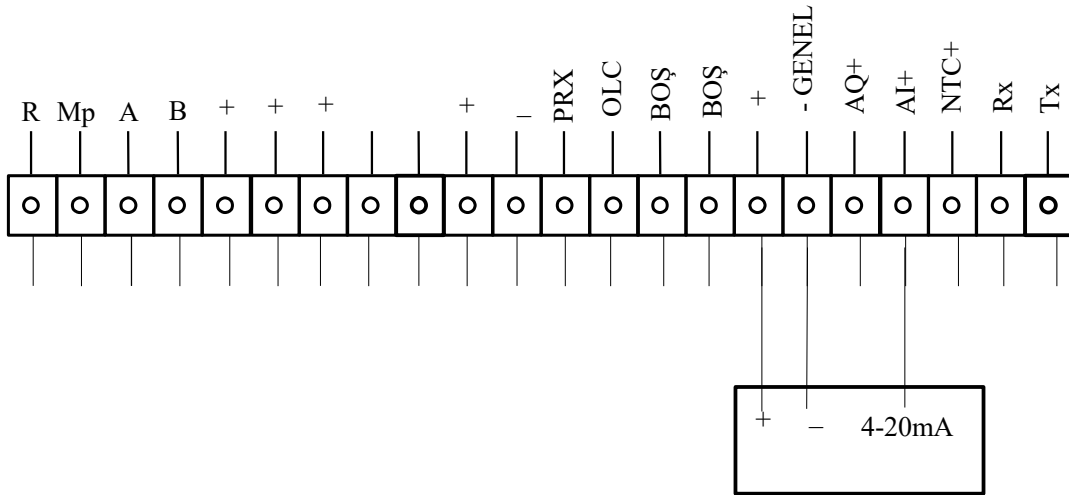 R Mp A B + + + + – PRX OLC BOŞ BOŞ + - GENEL AQ+ AI+ NTC+ Rx Tx
+ – 4-20mA